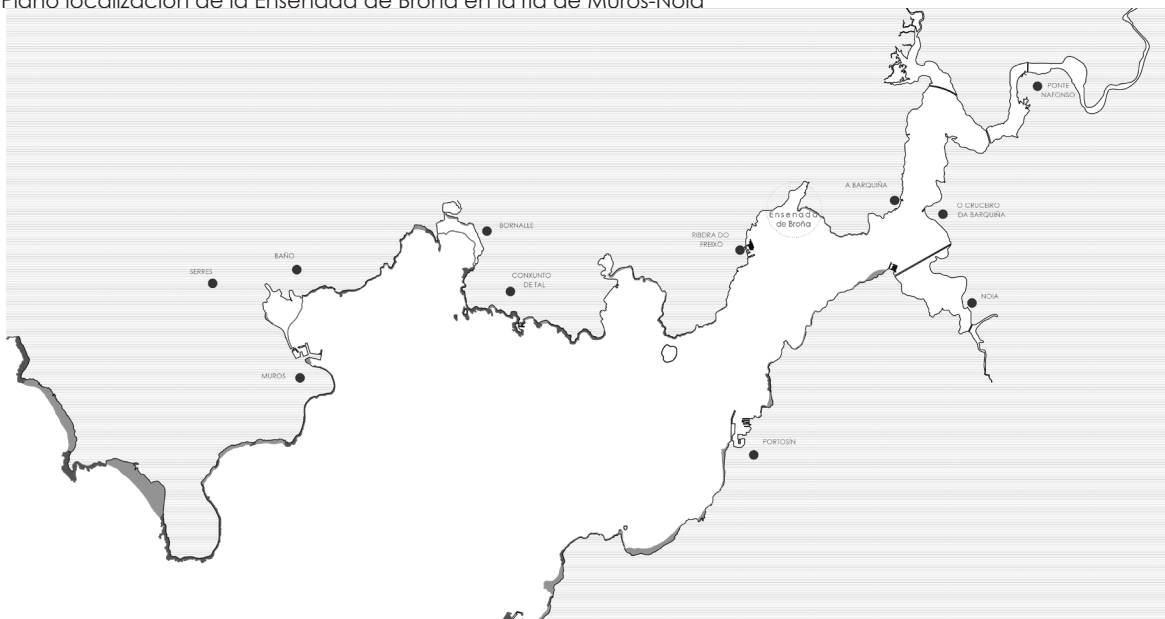 Plano localización de la Ensenada de Broña en la ría de Muros-Noia
PONTE
NAFONSO
A BARQUIÑA
O CRUCEIRO
DA BARQUIÑA
Ensenada
de Broña
BORNALLE
RIBEIRA DO
FREIXO
BAÑO
SERRES
CONXUNTO
DE TAL
NOIA
MUROS
PORTOSÍN